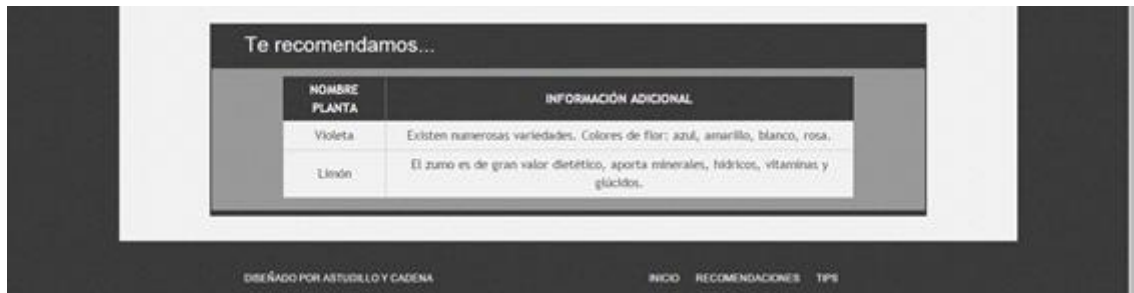 Te recomendamos...
NOMBRE
PLANTA
INFORMACIÓN ADICIONAL
Violeta
Existen numerosas variedades. Colores de flor: azul, amarillo, blanco, rosa.
Limón
El zumo es de gran valor dietético, aporta minerales, hídricos, vitaminas y
glúcidos.
DISEÑADO POR ASTUDILLO Y CADENA
INICIO RECOMENDACIONES TIPS